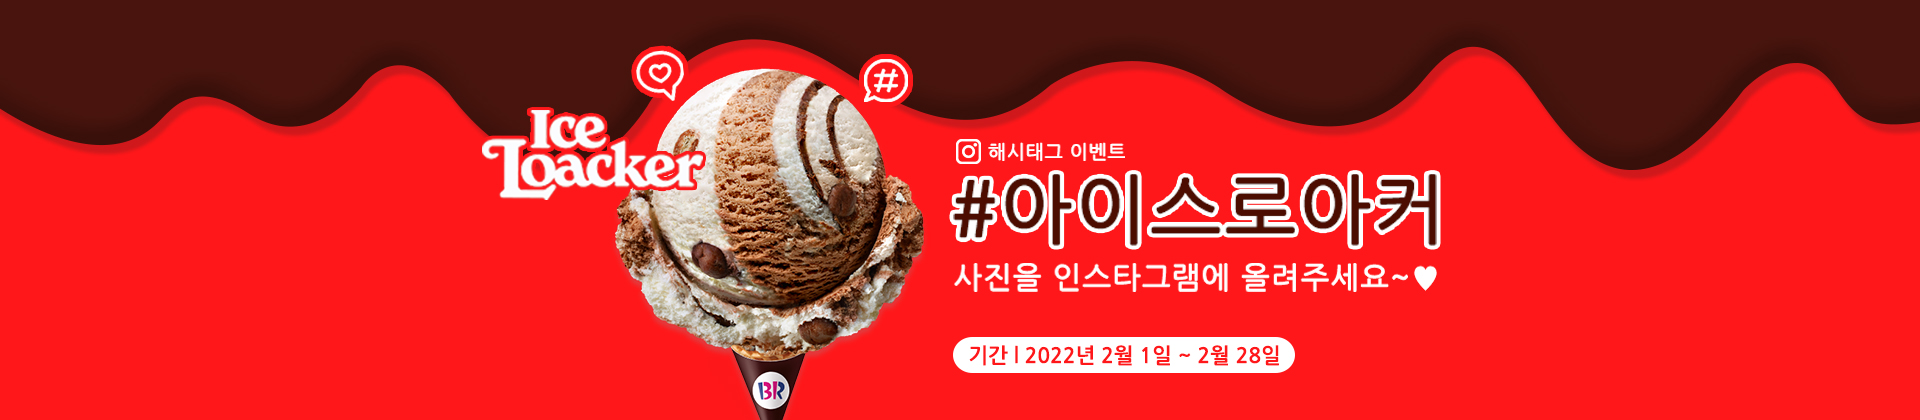 Ice
Loacker
#
해시태그 이벤트
#아이스로아커
사진을 인스타그램에 올려주세요~♥
기간 | 2022년 2월 1일 ~ 2월 28일
BR